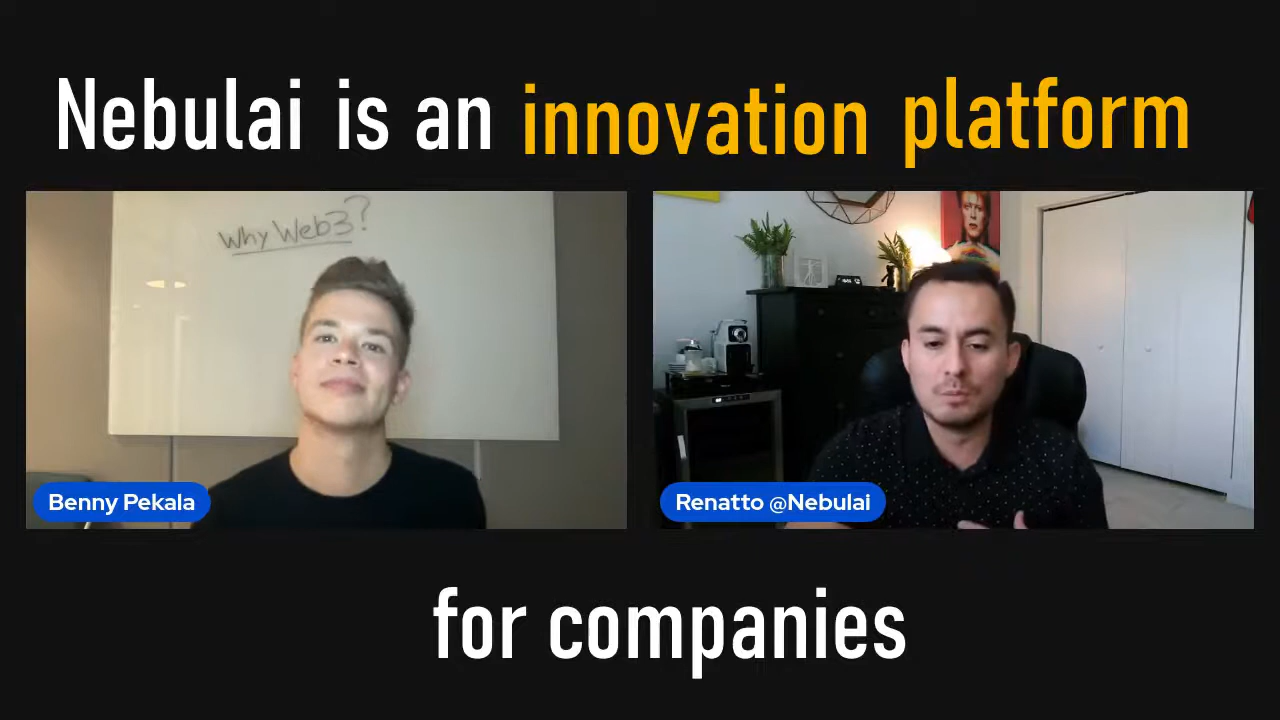 Nebulai is an innovation platform
Why Web3?
Benny Pekala
Renatto @Nebulai
for companies